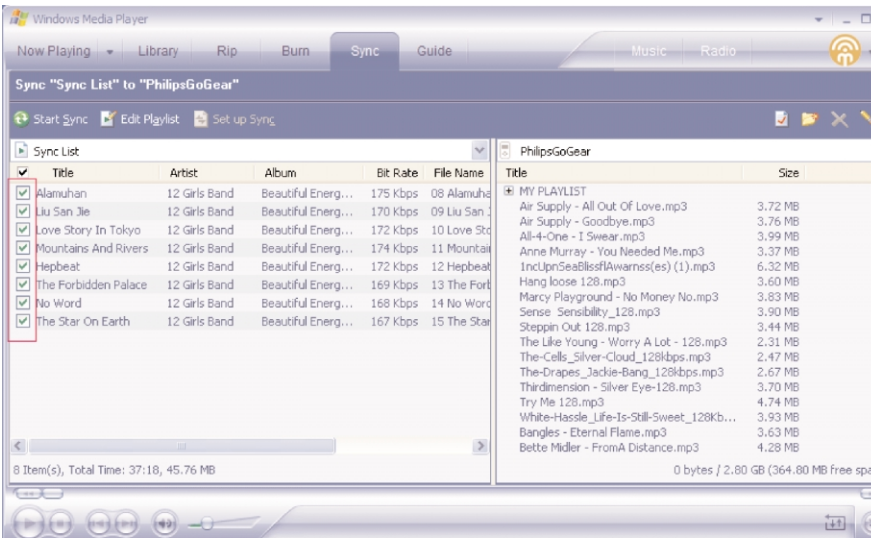 Windows Media Player
Now Playing Library Rip Burn Sync Guide Music Radio
Sync "Sync List" to "PhilipsGoGear"
Start Sync Edit Playlist Set up Sync
Sync List
Title Artist Album Bit Rate File Name
Alamuhan 12 Girls Band Beautiful Energ... 175 Kbps 08 Alamuha
Liu San Jie 12 Girls Band Beautiful Energ... 170 Kbps 09 Liu San J
Love Story In Tokyo 12 Girls Band Beautiful Energ... 172 Kbps 10 Love Sto
Mountains And Rivers 12 Girls Band Beautiful Energ... 174 Kbps 11 Mountain
Hepbeat 12 Girls Band Beautiful Energ... 172 Kbps 12 Hepbeat
The Forbidden Palace 12 Girls Band Beautiful Energ... 169 Kbps 13 The Forb
No Word 12 Girls Band Beautiful Energ... 168 Kbps 14 No Word
The Star On Earth 12 Girls Band Beautiful Energ... 167 Kbps 15 The Star
8 Item(s), Total Time: 37:18, 45.76 MB
PhilipsGoGear
Title Size
MY PLAYLIST
Air Supply - All Out Of Love.mp3 3.72 MB
Air Supply - Goodbye.mp3 3.76 MB
All-4-One - I Swear.mp3 3.99 MB
Anne Murray - You Needed Me.mp3 3.37 MB
1ncUpnSeaBlissflAwarnss(es) (1).mp3 6.32 MB
Hang loose 128.mp3 3.60 MB
Marcy Playground - No Money No.mp3 3.83 MB
Sense Sensibility_128.mp3 3.90 MB
Steppin Out 128.mp3 3.44 MB
The Like Young - Worry A Lot - 128.mp3 2.31 MB
The-Cells_Silver-Cloud_128kbps.mp3 2.47 MB
The-Drapes_Jackie-Bang_128kbps.mp3 2.67 MB
Thirdimension - Silver Eye-128.mp3 3.70 MB
Try Me 128.mp3 4.74 MB
White-Hassle_Life-Is-Still-Sweet_128Kb... 3.93 MB
Bangles - Eternal Flame.mp3 3.63 MB
Bette Midler - FromA Distance.mp3 4.28 MB
0 bytes / 2.80 GB (364.80 MB free spa